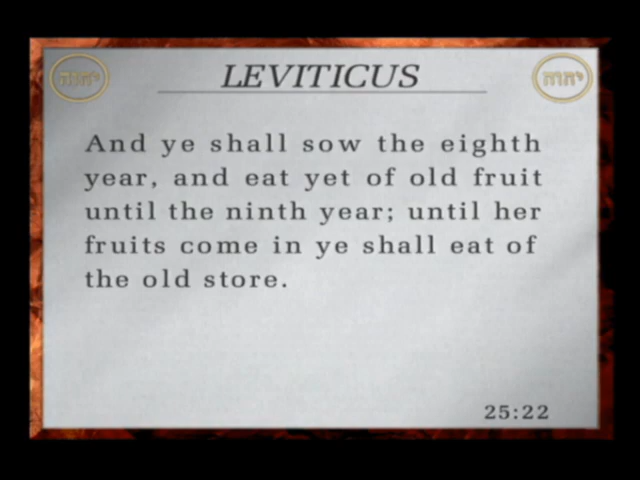 יהוה LEVITICUS יהוה
And ye shall sow the eighth
year, and eat yet of old fruit
until the ninth year; until her
fruits come in ye shall eat of
the old store.
25:22